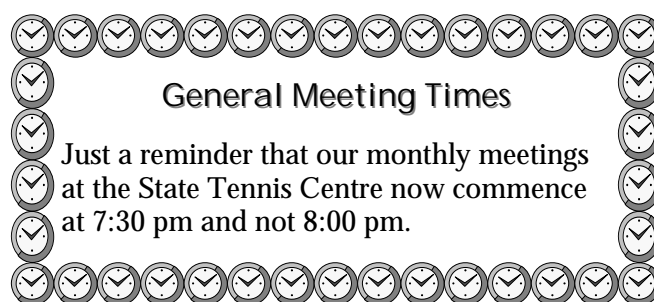 General Meeting Times
Just a reminder that our monthly meetings
at the State Tennis Centre now commence
at 7:30 pm and not 8:00 pm.